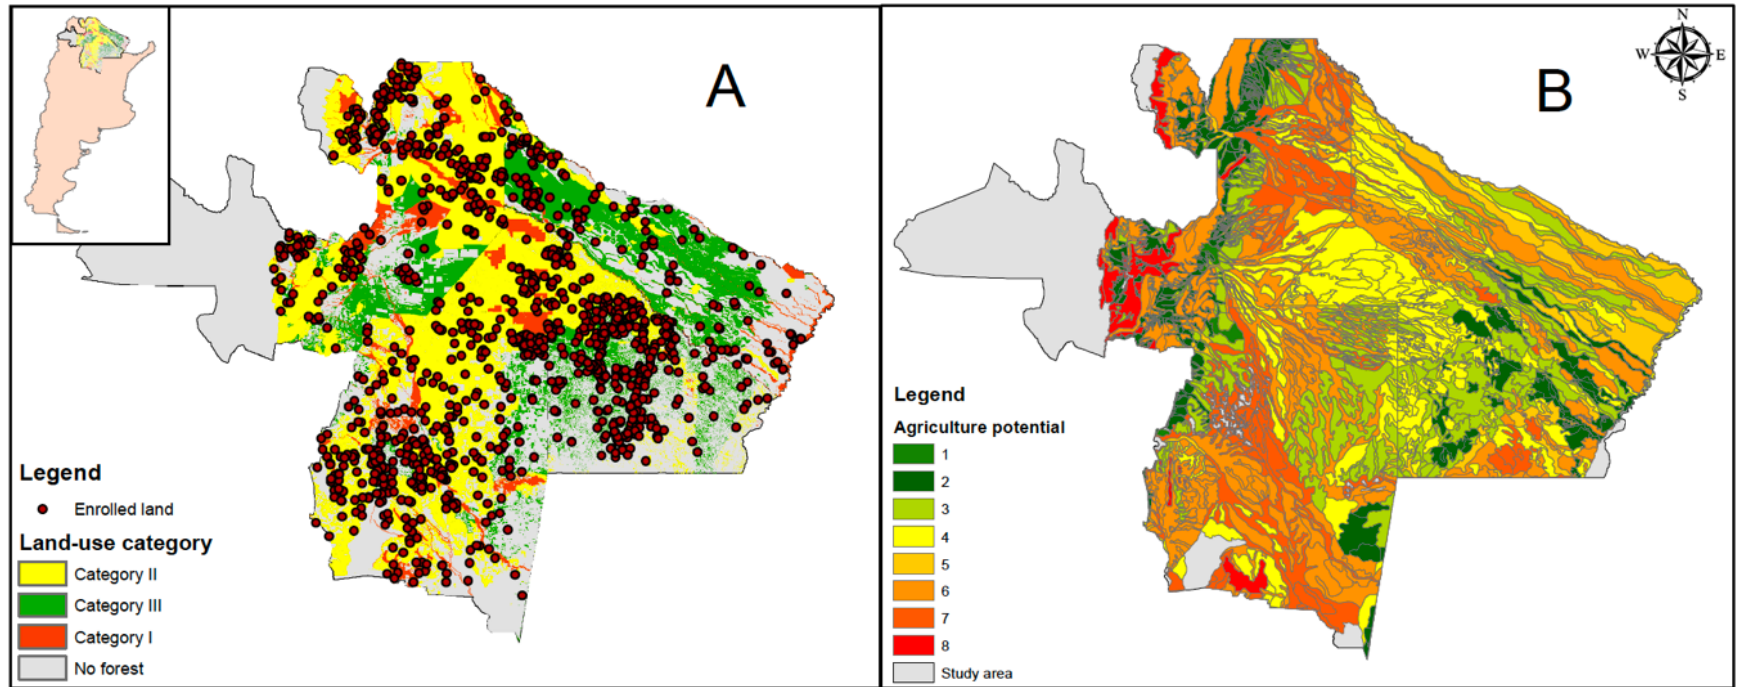 A
Legend
Enrolled land
Land-use category
Category II
Category III
Category I
No forest
B
N
W
E
S
Legend
Agriculture potential
1
2
3
4
5
6
7
8
Study area